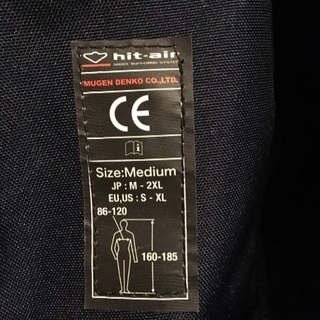 hit-air
MUGEN DENKO CO.,LTD.
CE
Size:Medium
JP : M - 2XL
EU,US : S - XL
86-120
160-185